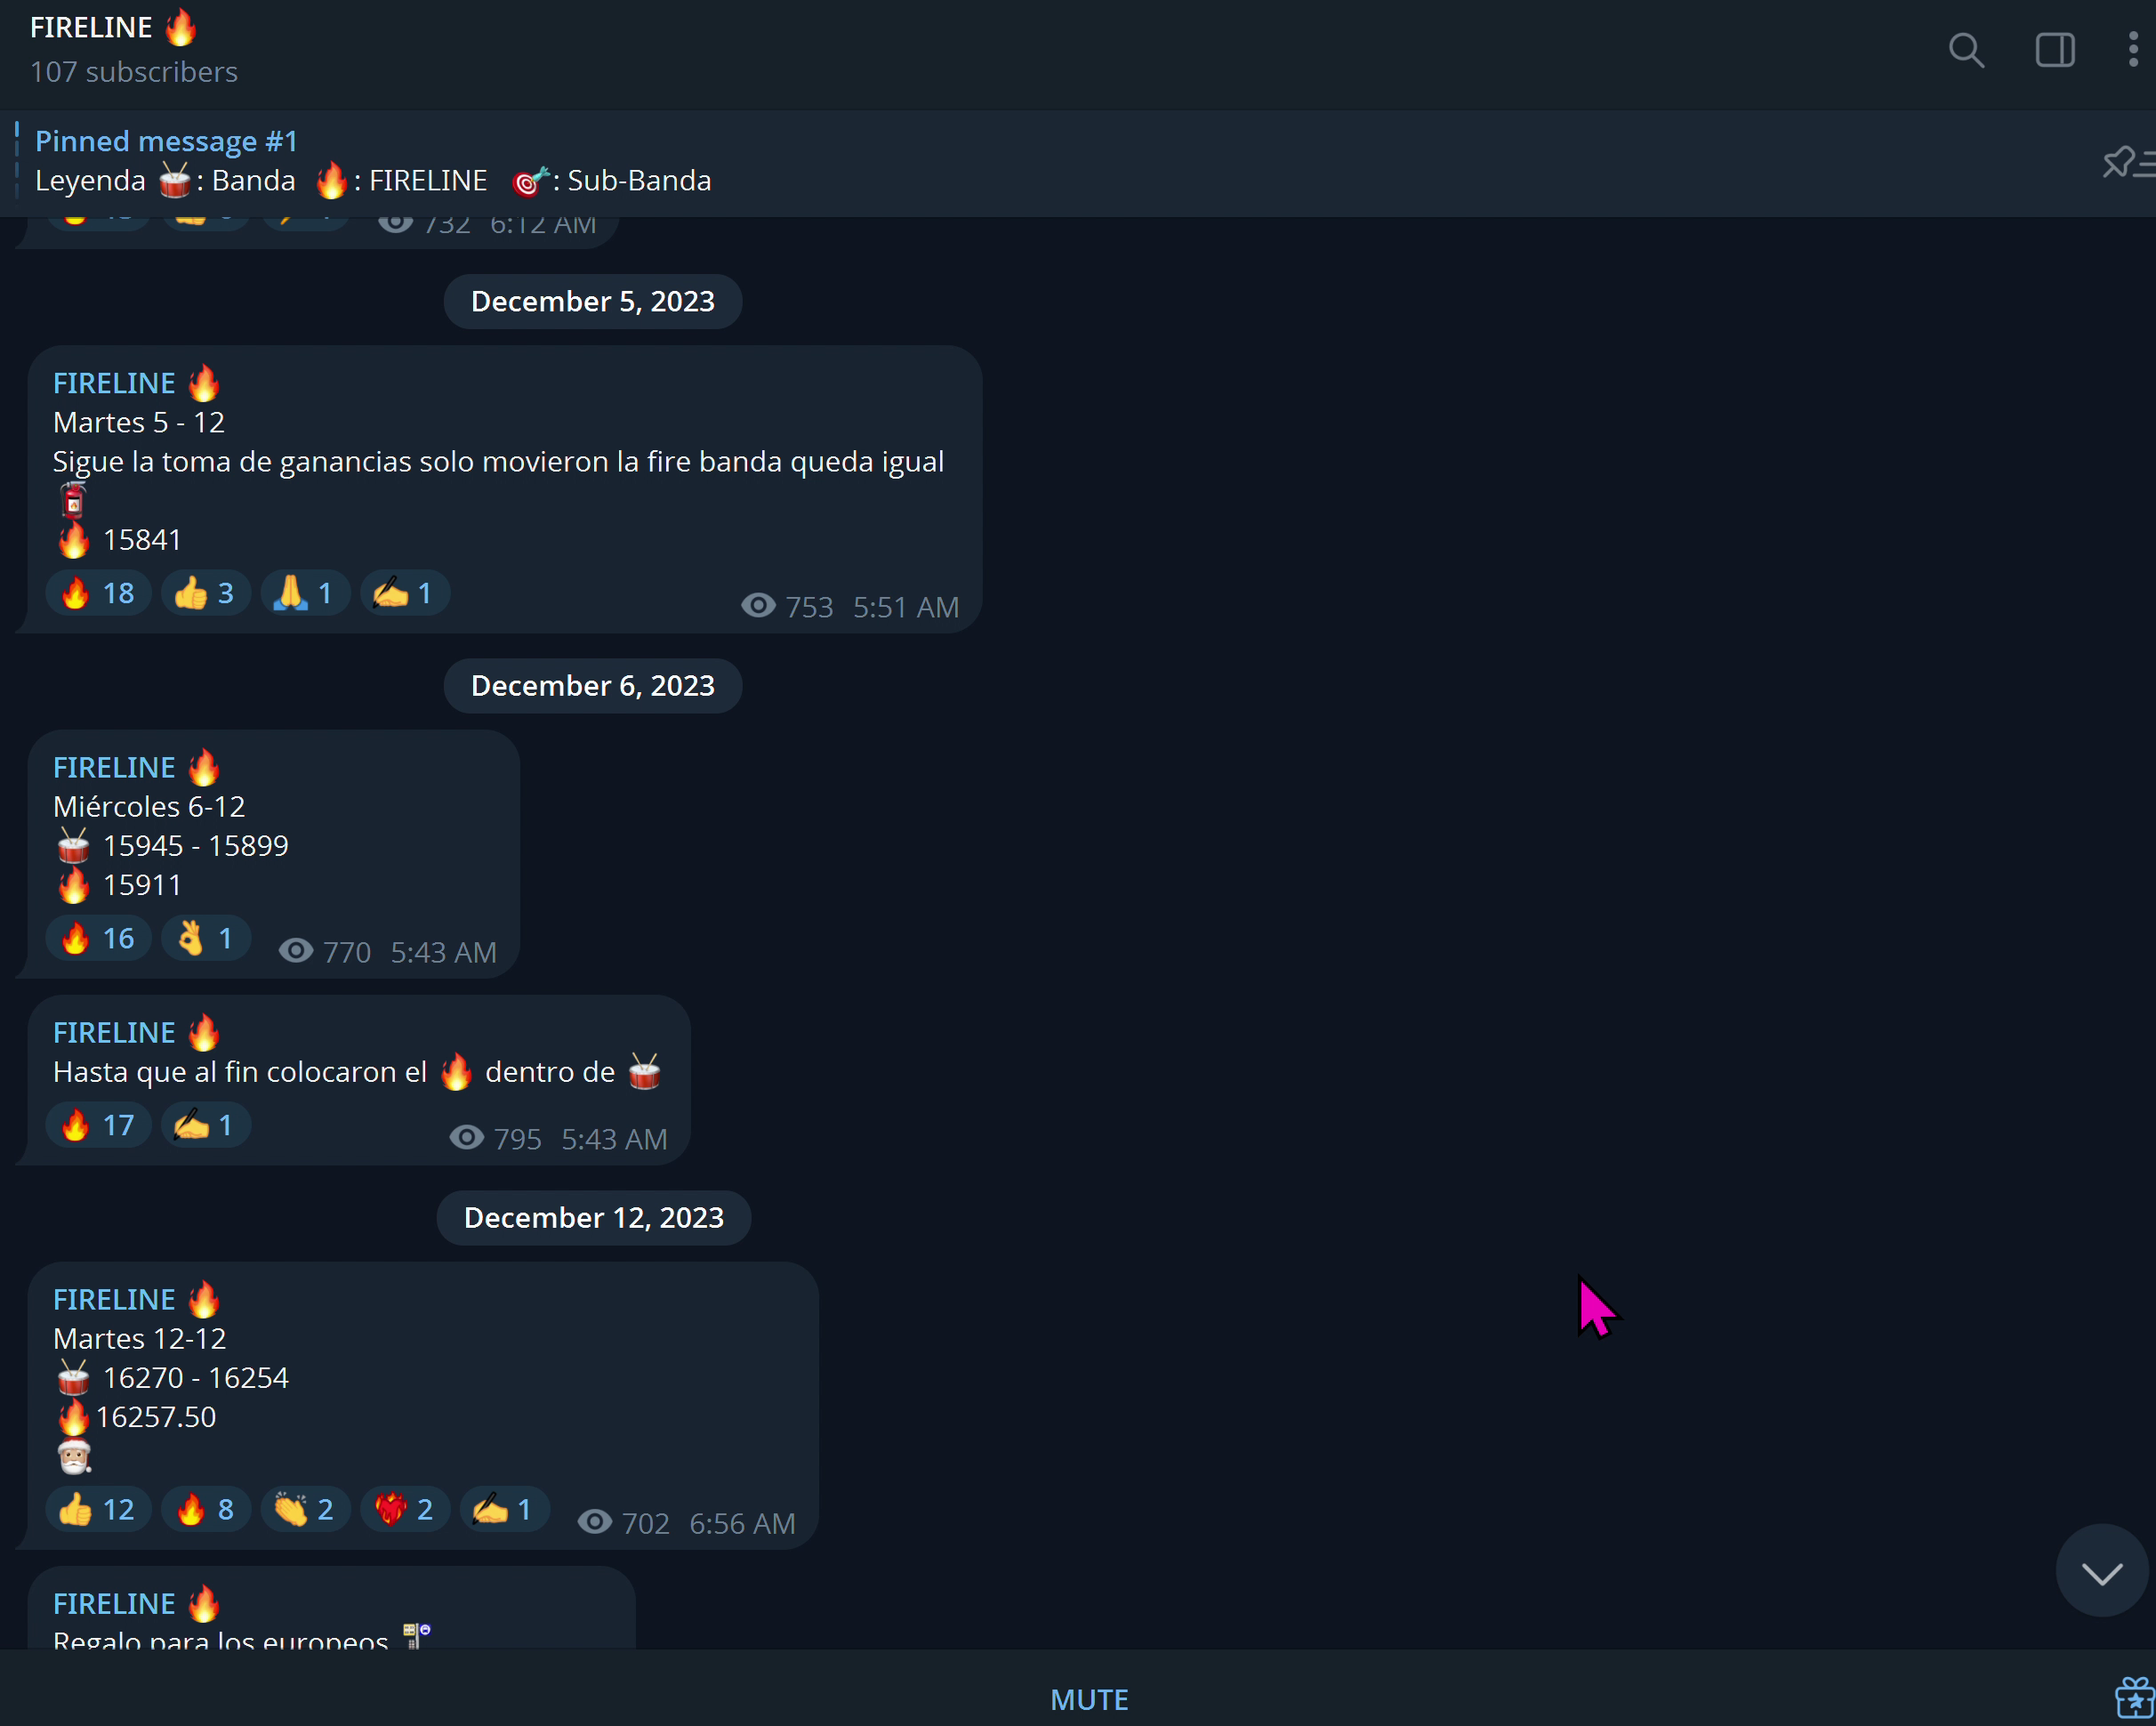 FIRELINE 🔥
107 subscribers
Pinned message #1
Leyenda 🥁: Banda 🔥: FIRELINE 🎯: Sub-Banda
732 6:12 AM
December 5, 2023
FIRELINE 🔥
Martes 5 - 12
Sigue la toma de ganancias solo movieron la fire banda queda igual
🧯
🔥 15841
🔥 18 👍 3 🙏 1 ✍ 1 753 5:51 AM
December 6, 2023
FIRELINE 🔥
Miércoles 6-12
🥁 15945 - 15899
🔥 15911
🔥 16 👌 1 770 5:43 AM
FIRELINE 🔥
Hasta que al fin colocaron el 🔥 dentro de 🥁
🔥 17 ✍ 1 795 5:43 AM
December 12, 2023
FIRELINE 🔥
Martes 12-12
🥁 16270 - 16254
🔥16257.50
🎅🏼
👍 12 🔥 8 👏 2 ❤‍🔥 2 ✍ 1 702 6:56 AM
FIRELINE 🔥
Regalo para los europeos
MUTE